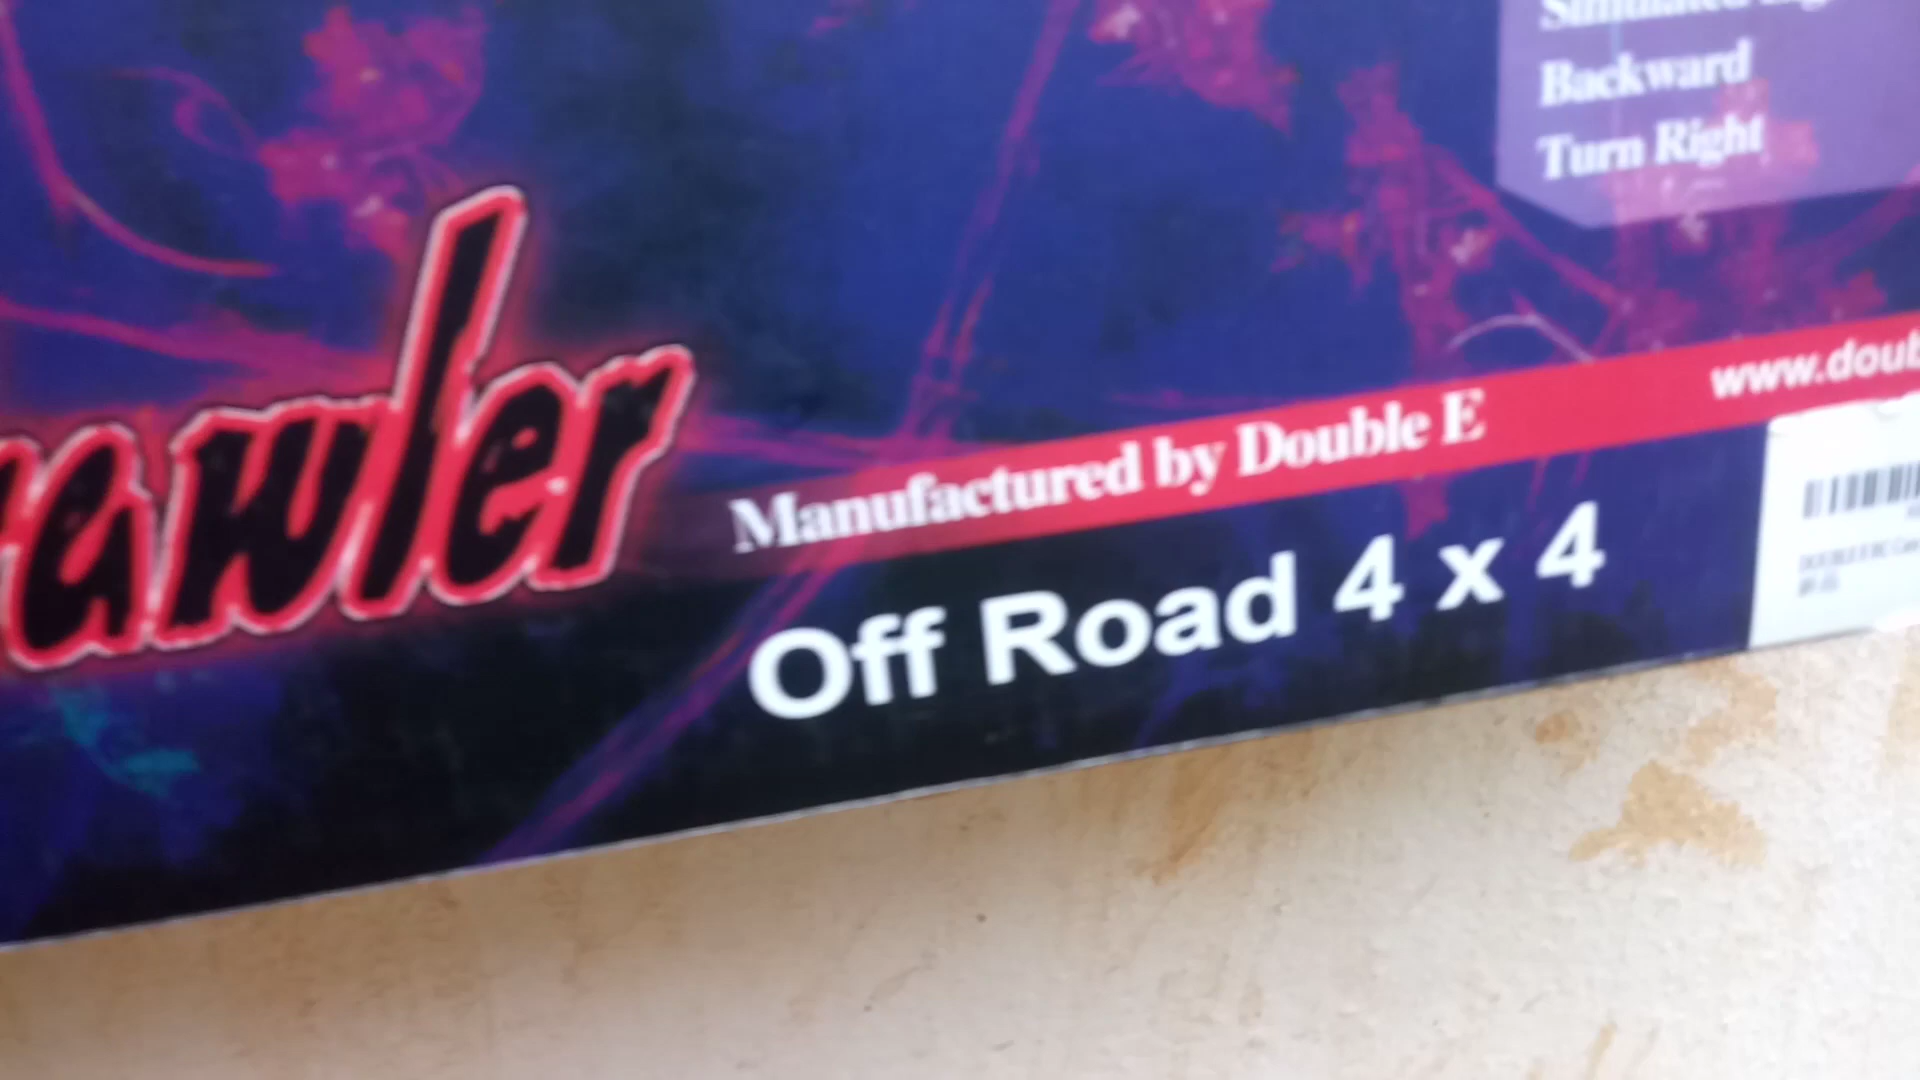 Backward
Turn Right
awler
Manufactured by Double E
www.doub
Off Road 4 x 4